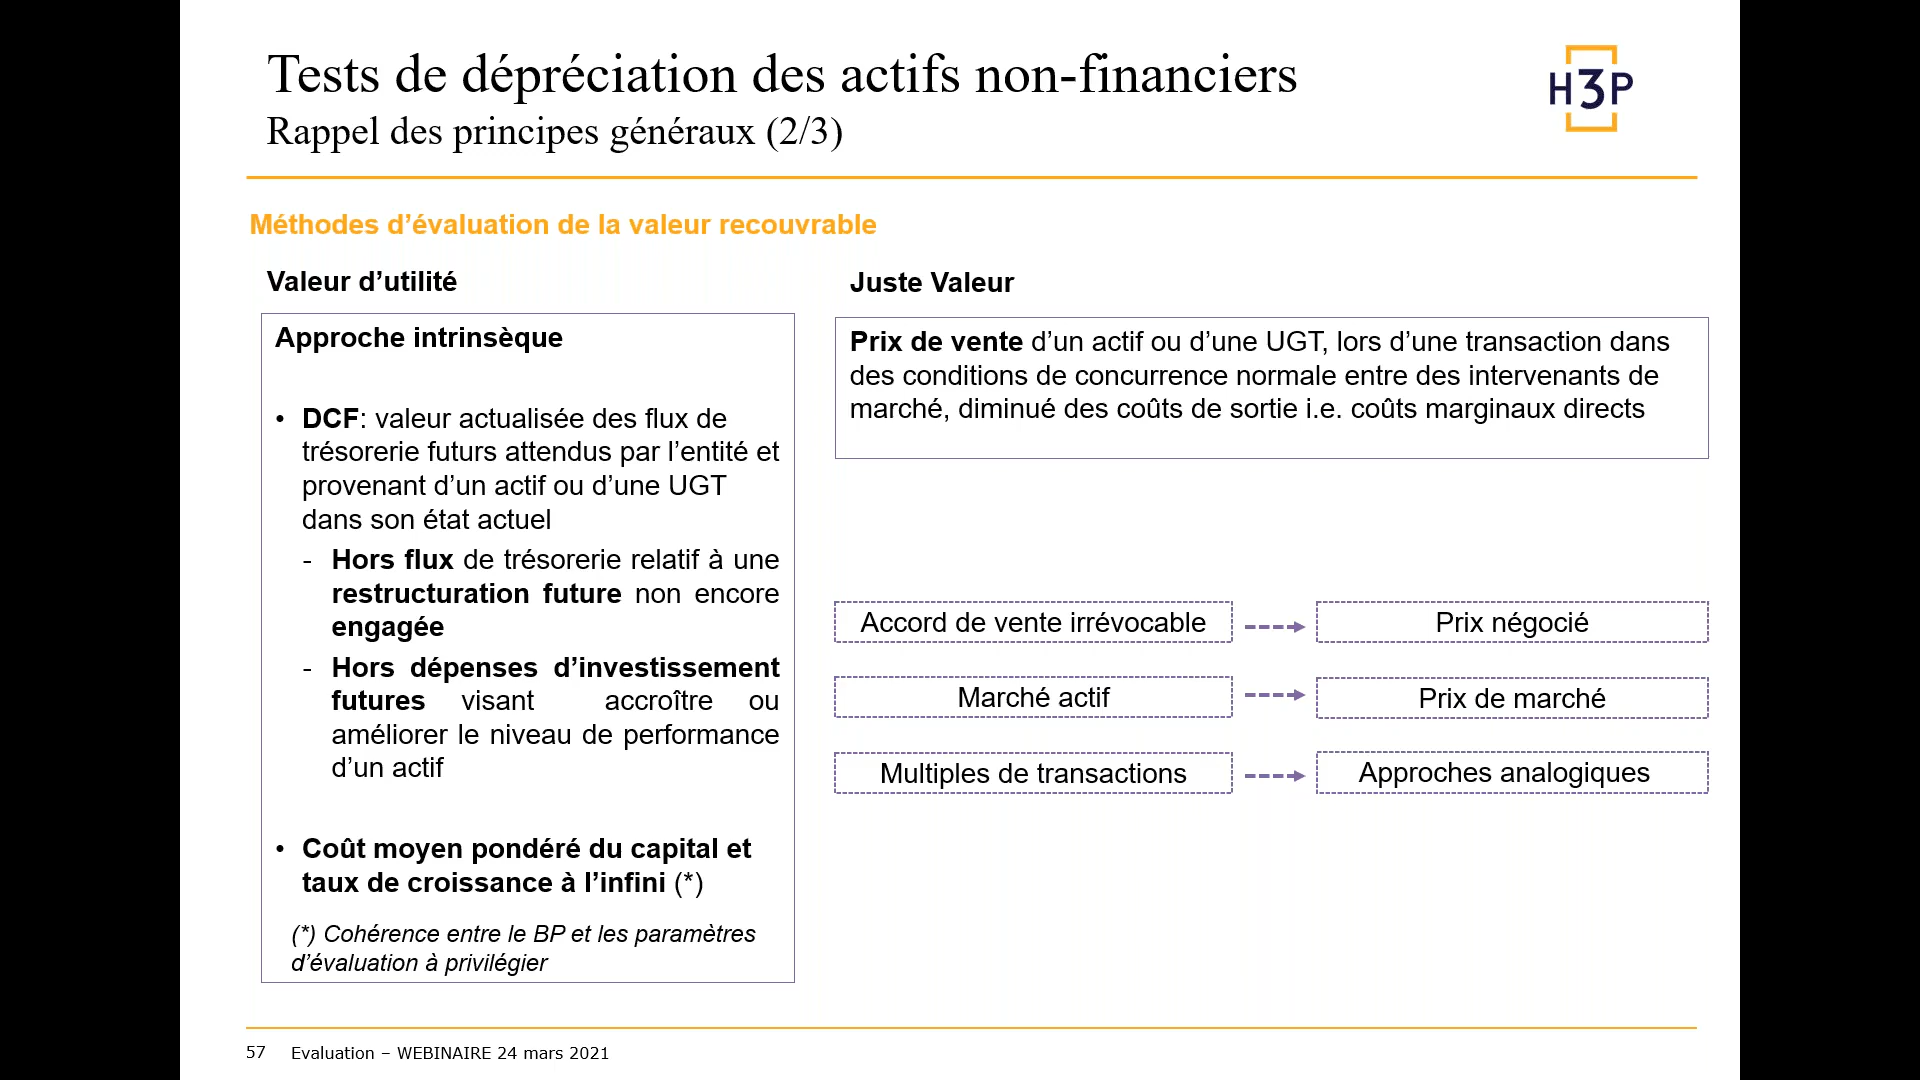 Tests de dépréciation des actifs non-financiers
Rappel des principes généraux (2/3)
H3P
Méthodes d’évaluation de la valeur recouvrable
Valeur d’utilité
Approche intrinsèque
• DCF: valeur actualisée des flux de
trésorerie futurs attendus par l’entité et
provenant d’un actif ou d’une UGT
dans son état actuel
- Hors flux de trésorerie relatif à une
restructuration future non encore
engagée
- Hors dépenses d’investissement
futures visant accroître ou
améliorer le niveau de performance
d’un actif
• Coût moyen pondéré du capital et
taux de croissance à l’infini (*)
(*) Cohérence entre le BP et les paramètres
d’évaluation à privilégier
Juste Valeur
Prix de vente d’un actif ou d’une UGT, lors d’une transaction dans
des conditions de concurrence normale entre des intervenants de
marché, diminué des coûts de sortie i.e. coûts marginaux directs
Accord de vente irrévocable
Prix négocié
Marché actif
Prix de marché
Multiples de transactions
Approches analogiques
57 Evaluation – WEBINAIRE 24 mars 2021